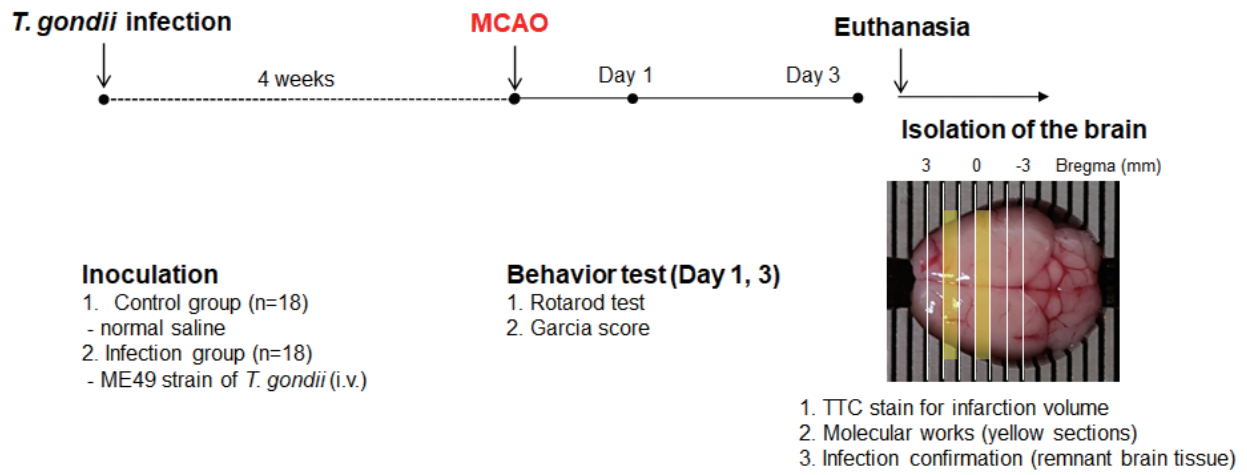 T. gondii infection
MCAO
Euthanasia
4 weeks
Day 1
Day 3
Isolation of the brain
3 0 -3 Bregma (mm)
Inoculation
1. Control group (n=18)
- normal saline
2. Infection group (n=18)
- ME49 strain of T. gondii (i.v.)
Behavior test (Day 1, 3)
1. Rotarod test
2. Garcia score
1. TTC stain for infarction volume
2. Molecular works (yellow sections)
3. Infection confirmation (remnant brain tissue)